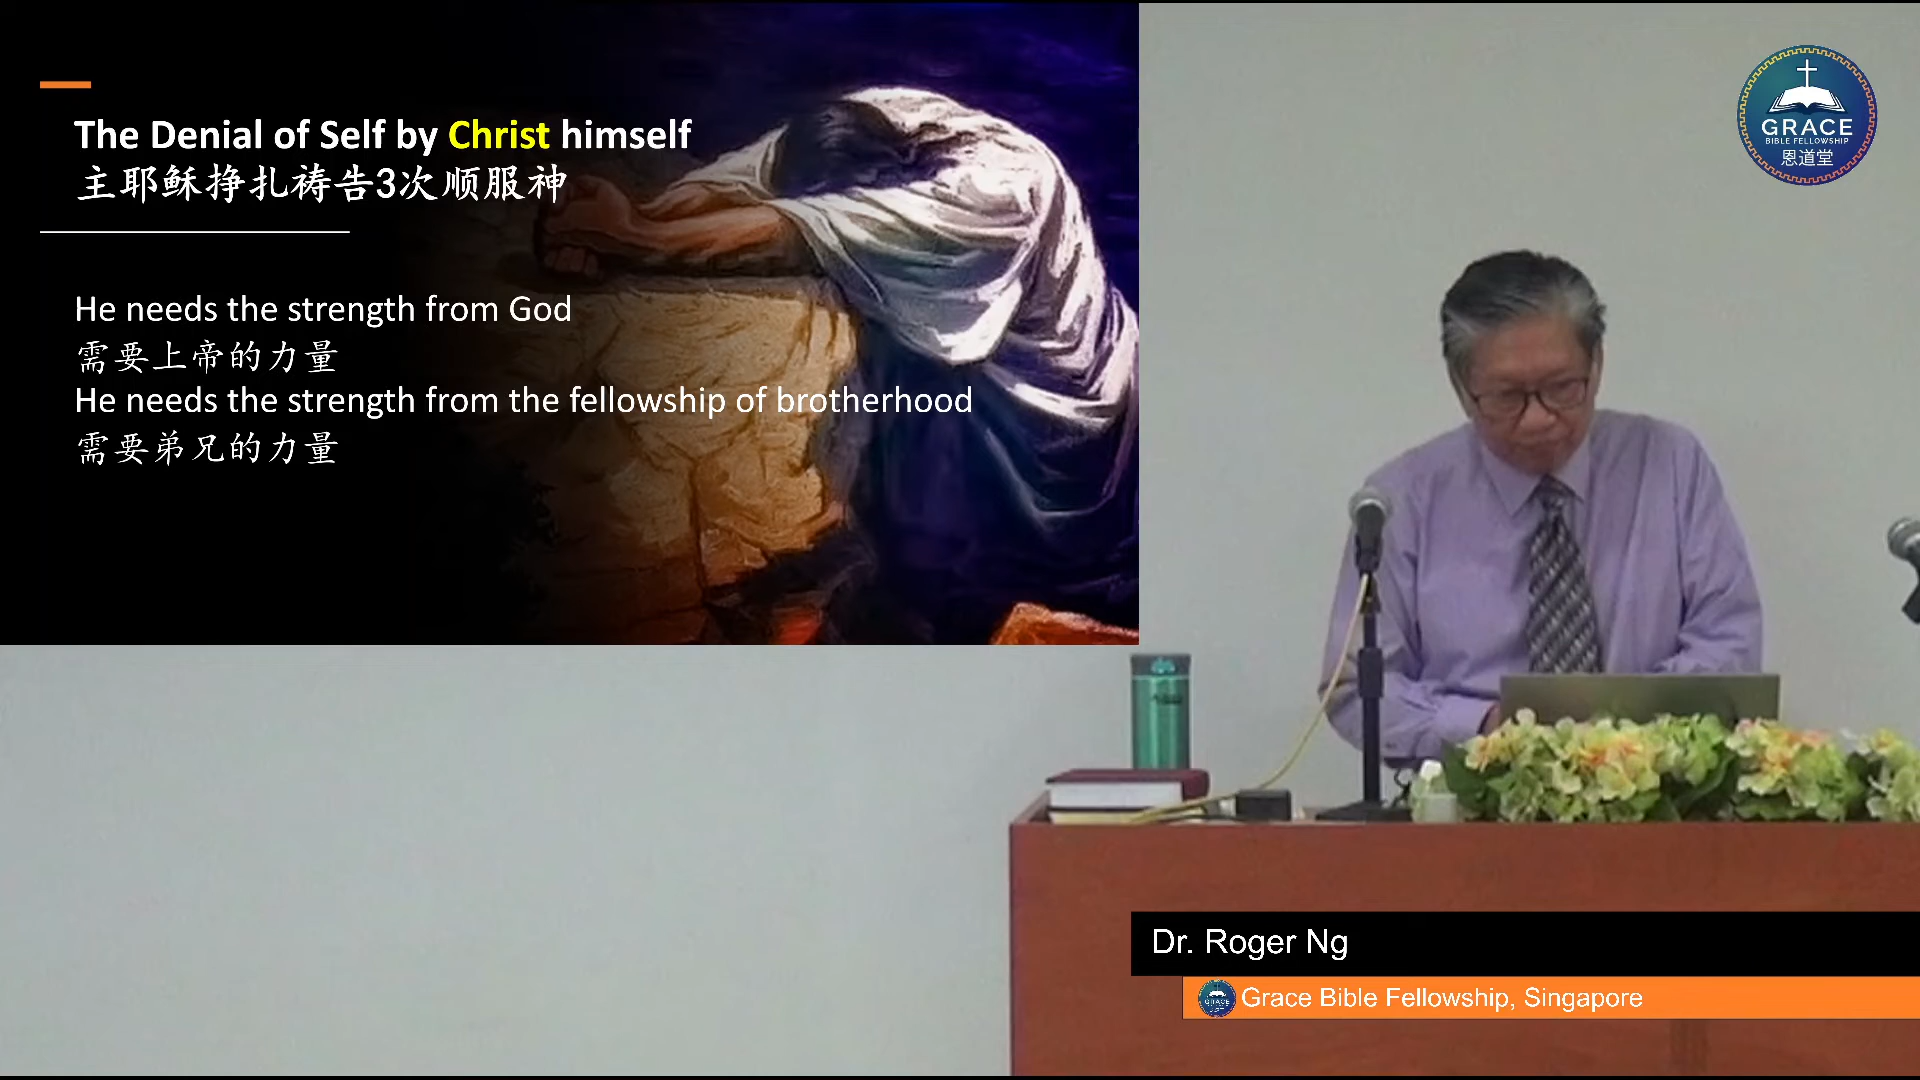 The Denial of Self by Christ himself
主耶稣挣扎祷告3次顺服神
He needs the strength from God
需要上帝的力量
He needs the strength from the fellowship of brotherhood
需要弟兄的力量
GRACE
BIBLE FELLOWSHIP
恩道堂
Dr. Roger Ng
GRACE
Grace Bible Fellowship, Singapore